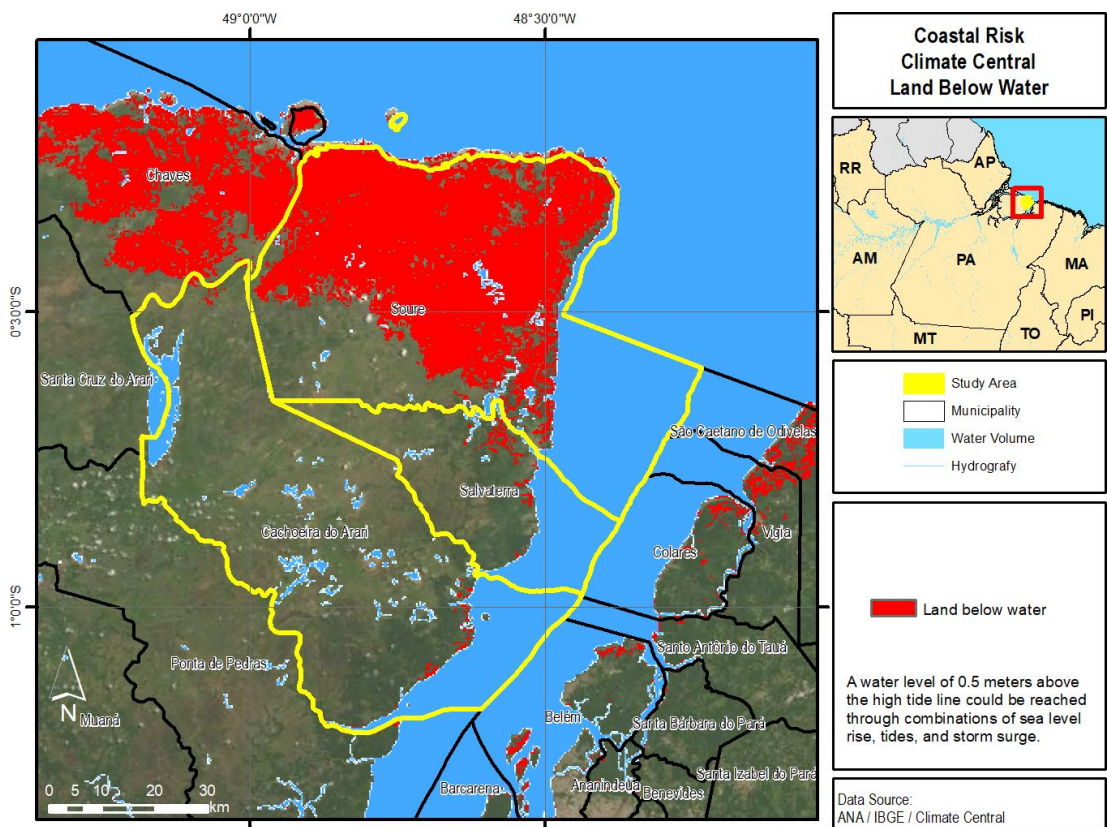 49°0'0"W
48°30'0"W
Chaves
Soure
0°30'0"S
Santa Cruz do Arari
São Caetano de Odivelas
Salvaterra
Cachoeira do Arari
Vigia
Colares
1°0'0"S
Santo Antônio do Tauá
Ponta de Pedras
N
Muaná
Belém
Santa Bárbara do Pará
Santa Izabel do Pará
Barcarena
Ananindeua
Benevides
0 5 10 20 30
km
Coastal Risk
Climate Central
Land Below Water
RR
AP
AM
PA
MA
PI
MT
TO
Study Area
Municipality
Water Volume
Hydrografy
Land below water
A water level of 0.5 meters above
the high tide line could be reached
through combinations of sea level
rise, tides, and storm surge.
Data Source:
ANA / IBGE / Climate Central